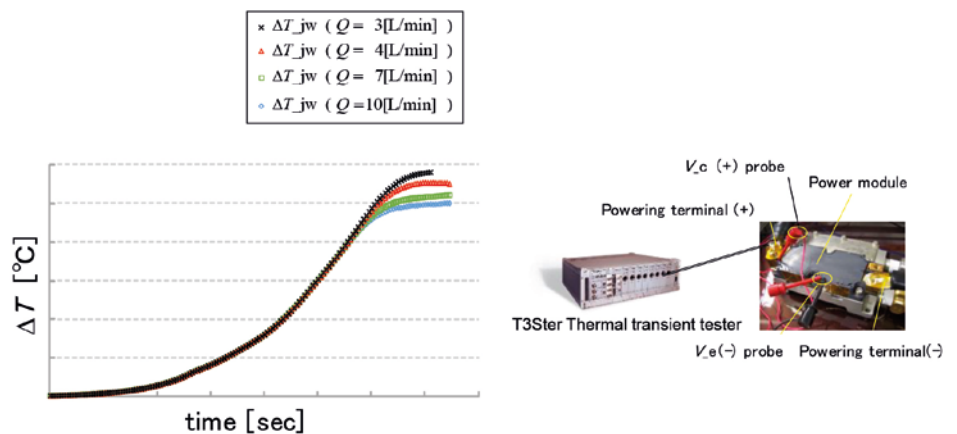 ΔT_jw ( Q = 3[L/min] )
ΔT_jw ( Q = 4[L/min] )
ΔT_jw ( Q = 7[L/min] )
ΔT_jw ( Q =10[L/min] )
ΔT [℃]
time [sec]
V_c (+) probe
Power module
Powering terminal (+)
T3Ster Thermal transient tester
V_e(-) probe Powering terminal(-)